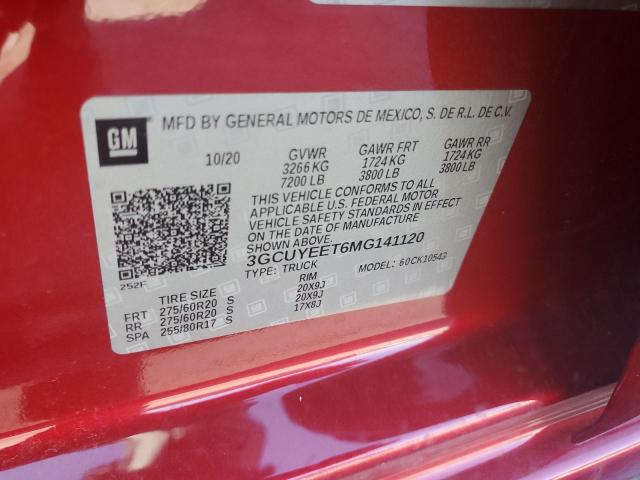 GM
MFD BY GENERAL MOTORS DE MEXICO, S. DE R.L. DE C.V.
10/20 GVWR GAWR FRT GAWR RR
3266 KG 1724 KG 1724 KG
7200 LB 3800 LB 3800 LB
THIS VEHICLE CONFORMS TO ALL
APPLICABLE U.S. FEDERAL MOTOR
VEHICLE SAFETY STANDARDS IN EFFECT
ON THE DATE OF MANUFACTURE
SHOWN ABOVE.
3GCUYEET6MG141120
252F TYPE: TRUCK MODEL: 60CK10543
TIRE SIZE RIM
FRT 275/60R20 S 20X9J
RR 275/60R20 S 20X9J
SPA 255/80R17 S 17X8J